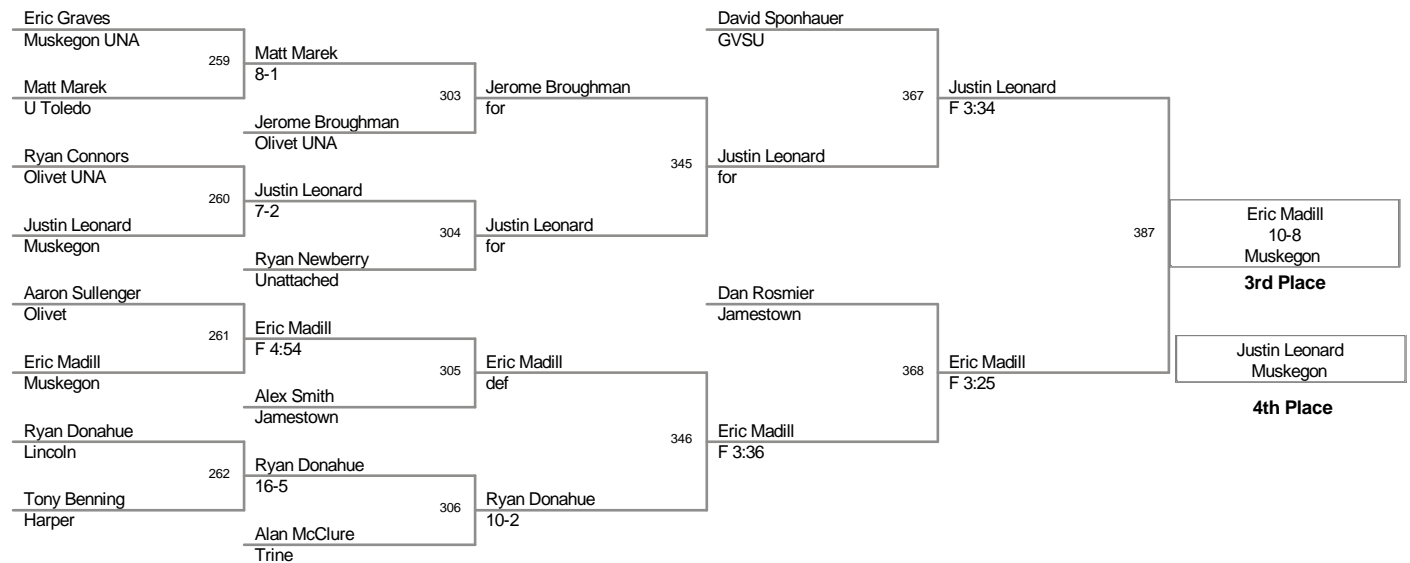 Eric Graves
Muskegon UNA
259
Matt Marek
U Toledo
Ryan Connors
Olivet UNA
260
Justin Leonard
Muskegon
Aaron Sullenger
Olivet
261
Eric Madill
Muskegon
Ryan Donahue
Lincoln
262
Tony Benning
Harper
Matt Marek
8-1
303
Jerome Broughman
Olivet UNA
Justin Leonard
7-2
304
Ryan Newberry
Unattached
Eric Madill
F 4:54
305
Alex Smith
Jamestown
Ryan Donahue
16-5
306
Alan McClure
Trine
Jerome Broughman
for
345
Justin Leonard
for
Eric Madill
def
346
Ryan Donahue
10-2
David Sponhauer
GVSU
367
Justin Leonard
for
Dan Rosmier
Jamestown
368
Eric Madill
F 3:36
Justin Leonard
F 3:34
387
Eric Madill
F 3:25
Eric Madill
10-8
Muskegon
3rd Place
Justin Leonard
Muskegon
4th Place